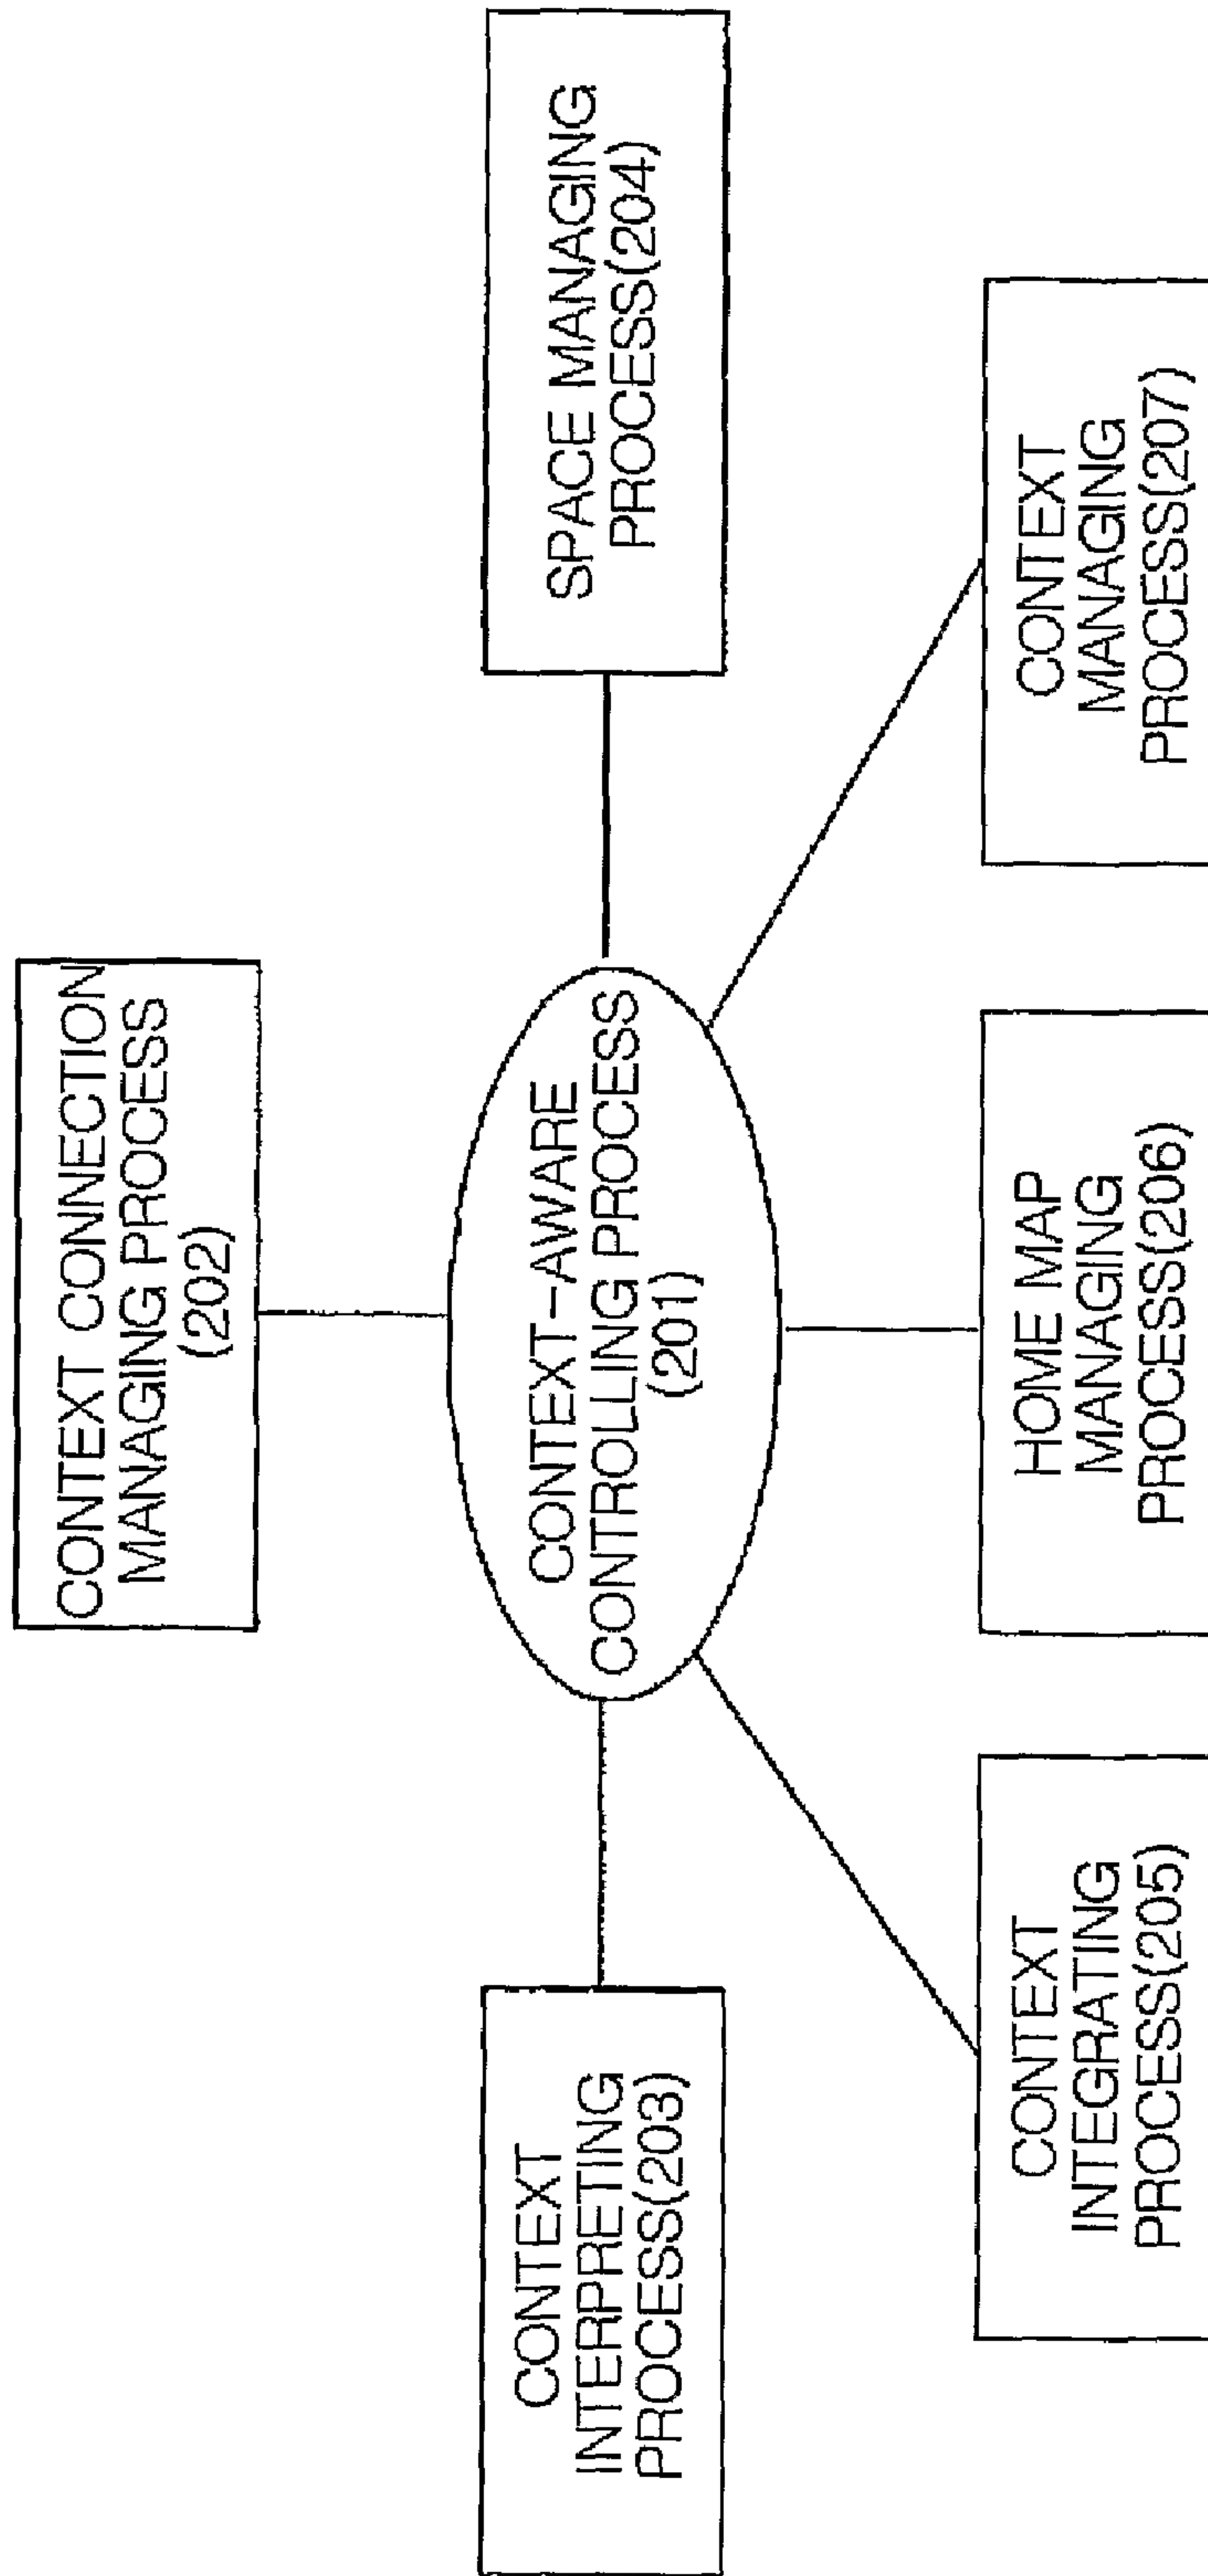 CONTEXT CONNECTION
MANAGING PROCESS
(202)
CONTEXT
INTERPRETING
PROCESS(203)
CONTEXT-AWARE
CONTROLLING PROCESS
(201)
SPACE MANAGING
PROCESS(204)
CONTEXT
INTEGRATING
PROCESS(205)
HOME MAP
MANAGING
PROCESS(206)
CONTEXT
MANAGING
PROCESS(207)